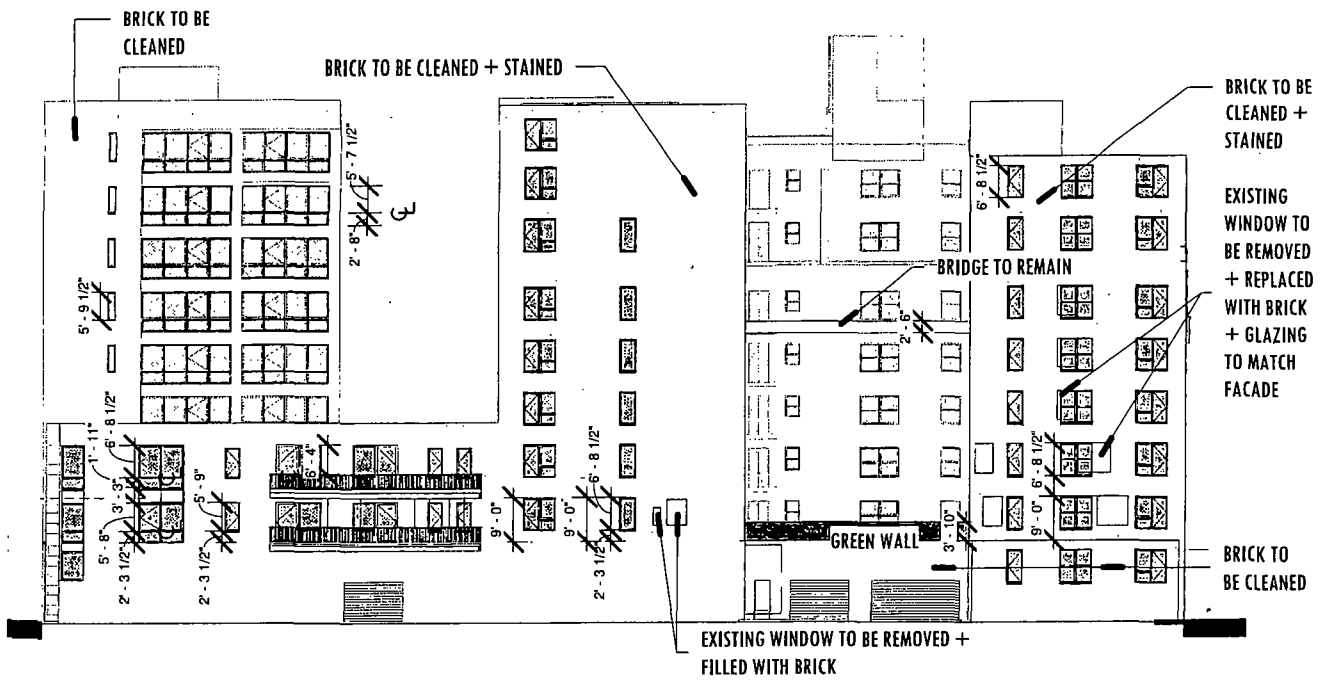 BRICK TO BE
CLEANED
BRICK TO BE CLEANED + STAINED
BRICK TO BE
CLEANED +
STAINED
EXISTING
WINDOW TO
BE REMOVED
+ REPLACED
WITH BRICK
+ GLAZING
TO MATCH
FACADE
5' - 7 1/2"
2' - 8"
5' - 9 1/2"
6' - 8 1/2"
BRIDGE TO REMAIN
2' - 6"
1' - 11"
6' - 8 1/2"
3' - 3"
5' - 8"
2' - 3 1/2"
5' - 9"
2' - 3 1/2"
6' - 4"
9' - 0"
9' - 0"
6' - 8 1/2"
2' - 3 1/2"
GREEN WALL
3' - 10"
6' - 8 1/2"
9' - 0"
BRICK TO
BE CLEANED
EXISTING WINDOW TO BE REMOVED +
FILLED WITH BRICK